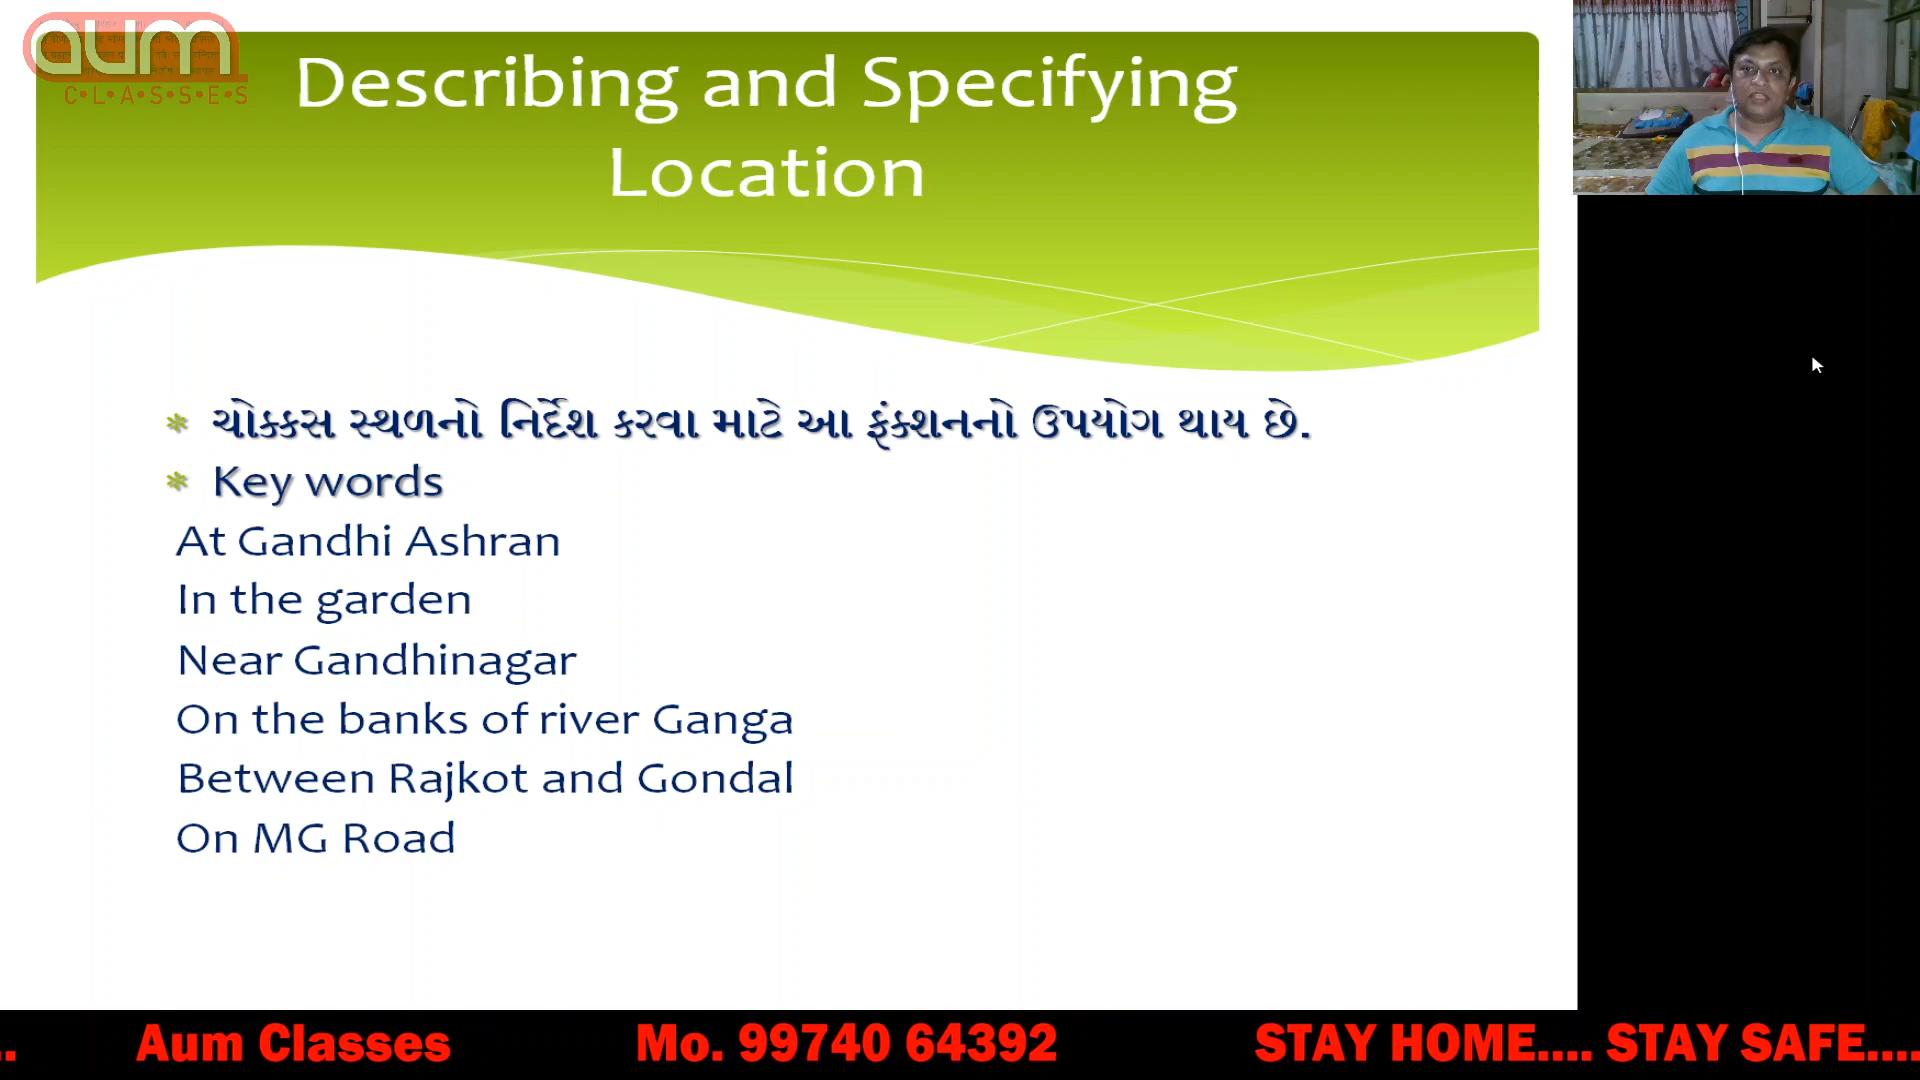 aum
C•L•A•S•S•E•S
Describing and Specifying
Location
* ચોક્કસ સ્થળનો નિર્દેશ કરવા માટે આ ફંક્શનનો ઉપયોગ થાય છે.
* Key words
At Gandhi Ashran
In the garden
Near Gandhinagar
On the banks of river Ganga
Between Rajkot and Gondal
On MG Road
.. Aum Classes Mo. 99740 64392 STAY HOME.... STAY SAFE....